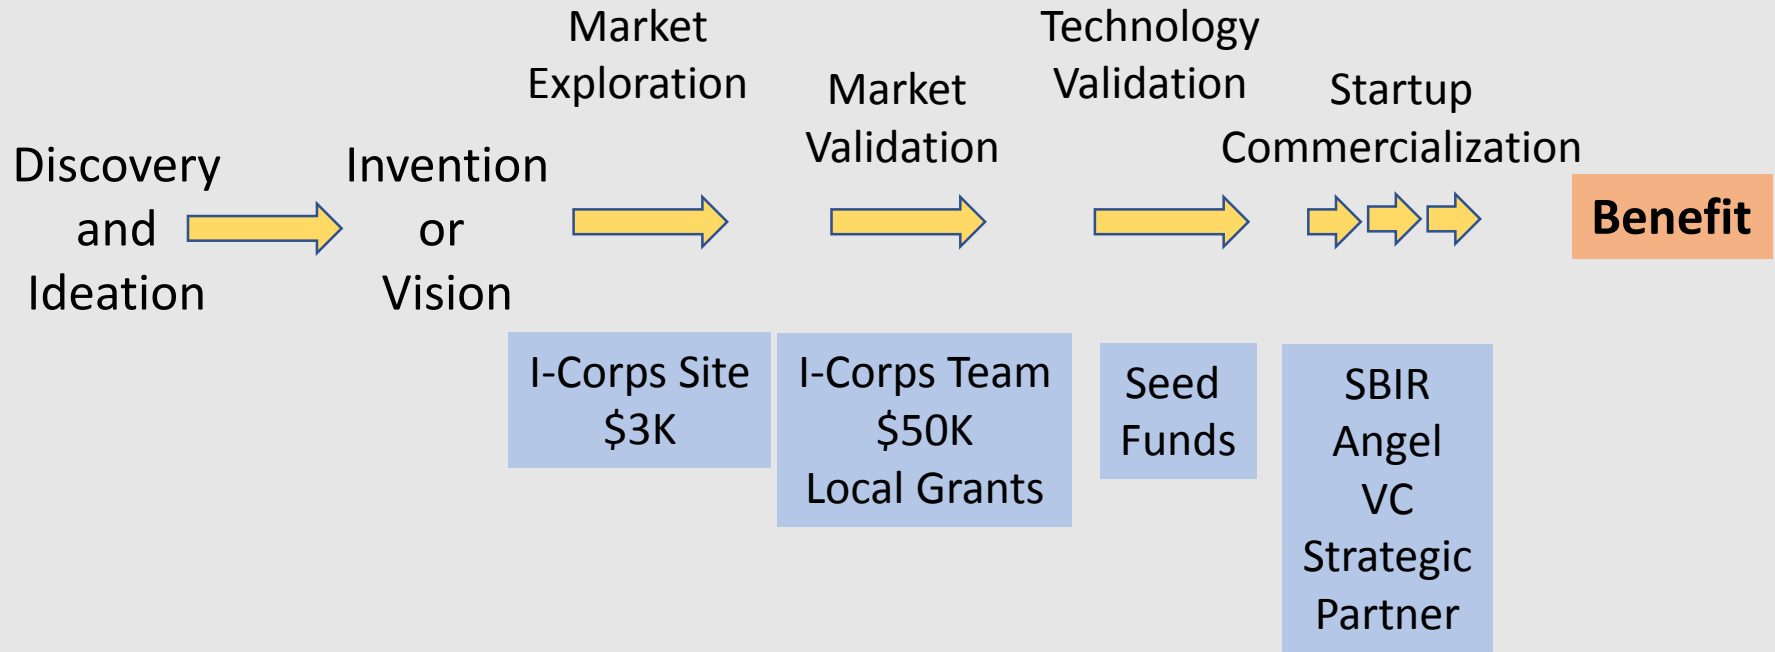 Discovery
and
Ideation
Invention
or
Vision
Market
Exploration
Market
Validation
Technology
Validation
Startup
Commercialization
Benefit
I-Corps Site
$3K
I-Corps Team
$50K
Local Grants
Seed
Funds
SBIR
Angel
VC
Strategic
Partner